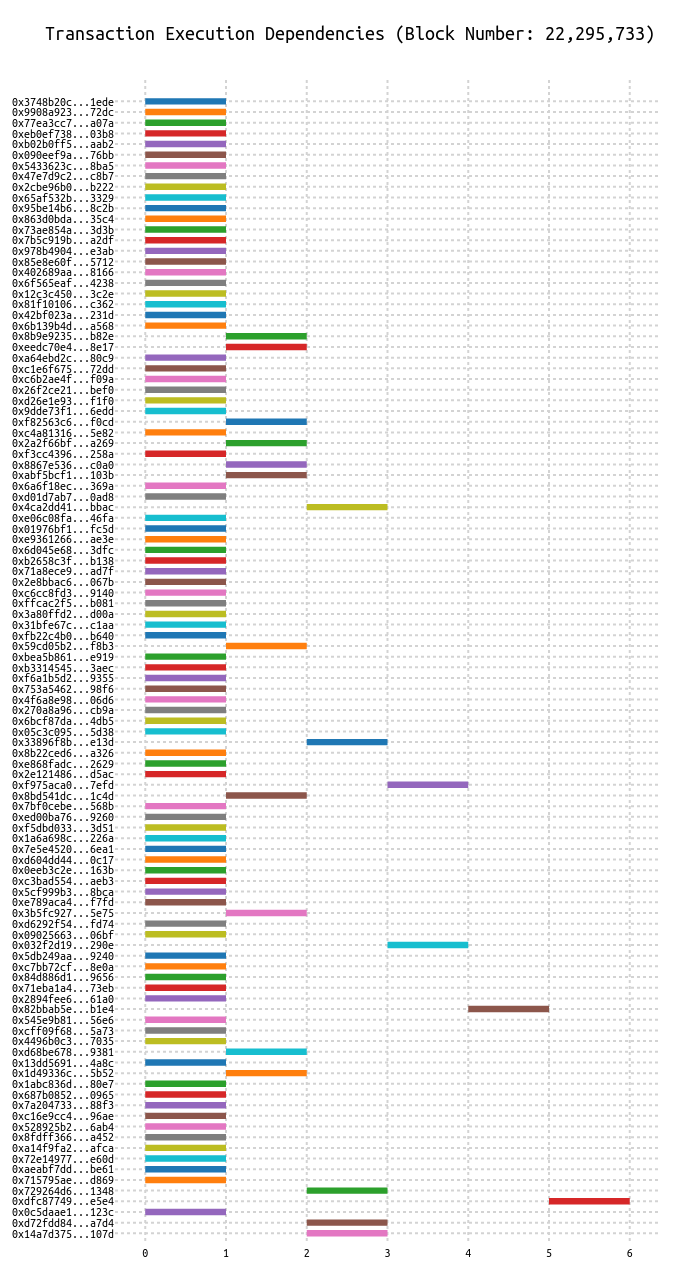 Transaction Execution Dependencies (Block Number: 22,295,733)
0x3748b20c...1ede
0x9908a923...72dc
0x77ea3cc7...a07a
0xeb0ef738...03b8
0xb02b0ff5...aab2
0x090eef9a...76bb
0x5433623c...8ba5
0x47e7d9c2...c8b7
0x2cbe96b0...b222
0x65af532b...3329
0x95be14b6...8c2b
0x863d0bda...35c4
0x73ae854a...3d3b
0x7b5c919b...a2df
0x978b4904...e3ab
0x85e8e60f...5712
0x402689aa...8166
0x6f565eaf...4238
0x12c3c450...3c2e
0x81f10106...c362
0x42bf023a...231d
0x6b139b4d...a568
0x8b9e9235...b82e
0xeedc70e4...8e17
0xa64ebd2c...80c9
0xc1e6f675...72dd
0xc6b2ae4f...f09a
0x26f2ce21...bef0
0xd26e1e93...f1f0
0x9dde73f1...6edd
0xf82563c6...f0cd
0xc4a81316...5e82
0x2a2f66bf...a269
0xf3cc4396...258a
0x8867e536...c0a0
0xabf5bcf1...103b
0x6a6f18ec...369a
0xd01d7ab7...0ad8
0x4ca2dd41...bbac
0xe06c08fa...46fa
0x01976bf1...fc5d
0xe9361266...ae3e
0x6d045e68...3dfc
0xb2658c3f...b138
0x71a8ece9...ad7f
0x2e8bbac6...067b
0xc6cc8fd3...9140
0xffcac2f5...b081
0x3a80ffd2...d00a
0x31bfe67c...c1aa
0xfb22c4b0...b640
0x59cd05b2...f8b3
0xbea5b861...e919
0xb3314545...3aec
0xf6a1b5d2...9355
0x753a5462...98f6
0x4f6a8e98...06d6
0x270a8a96...cb9a
0x6bcf87da...4db5
0x05c3c095...5d38
0x33896f8b...e13d
0x8b22ced6...a326
0xe868fadc...2629
0x2e121486...d5ac
0xf975aca0...7efd
0x8bd541dc...1c4d
0x7bf0cebe...568b
0xed00ba76...9260
0xf5dbd033...3d51
0x1a6a698c...226a
0x7e5e4520...6ea1
0xd604dd44...0c17
0x0eeb3c2e...163b
0xc3bad554...aeb3
0x5cf999b3...8bca
0xe789aca4...f7fd
0x3b5fc927...5e75
0xd6292f54...fd74
0x09025663...06bf
0x032f2d19...290e
0x5db249aa...9240
0xc7bb72cf...8e0a
0x84d886d1...9656
0x71eba1a4...73eb
0x2894fee6...61a0
0x82bbab5e...b1e4
0x545e9b81...56e6
0xcff09f68...5a73
0x4496b0c3...7035
0xd68be678...9381
0x13dd5691...4a8c
0x1d49336c...5b52
0x1abc836d...80e7
0x687b0852...0965
0x7a204733...88f3
0xc16e9cc4...96ae
0x528925b2...6ab4
0x8fdff366...a452
0xa14f9fa2...afca
0x72e14977...e60d
0xaeabf7dd...be61
0x715795ae...d869
0x729264d6...1348
0xdfc87749...e5e4
0x0c5daae1...123c
0xd72fdd84...a7d4
0x14a7d375...107d
0 1 2 3 4 5 6